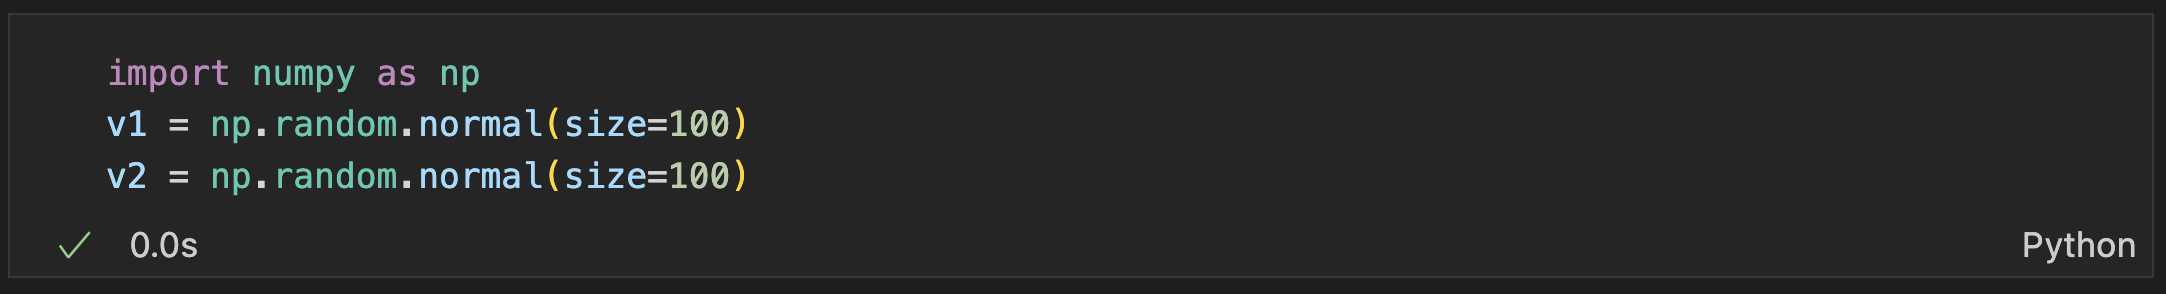 import numpy as np
v1 = np.random.normal(size=100)
v2 = np.random.normal(size=100)
0.0s
Python